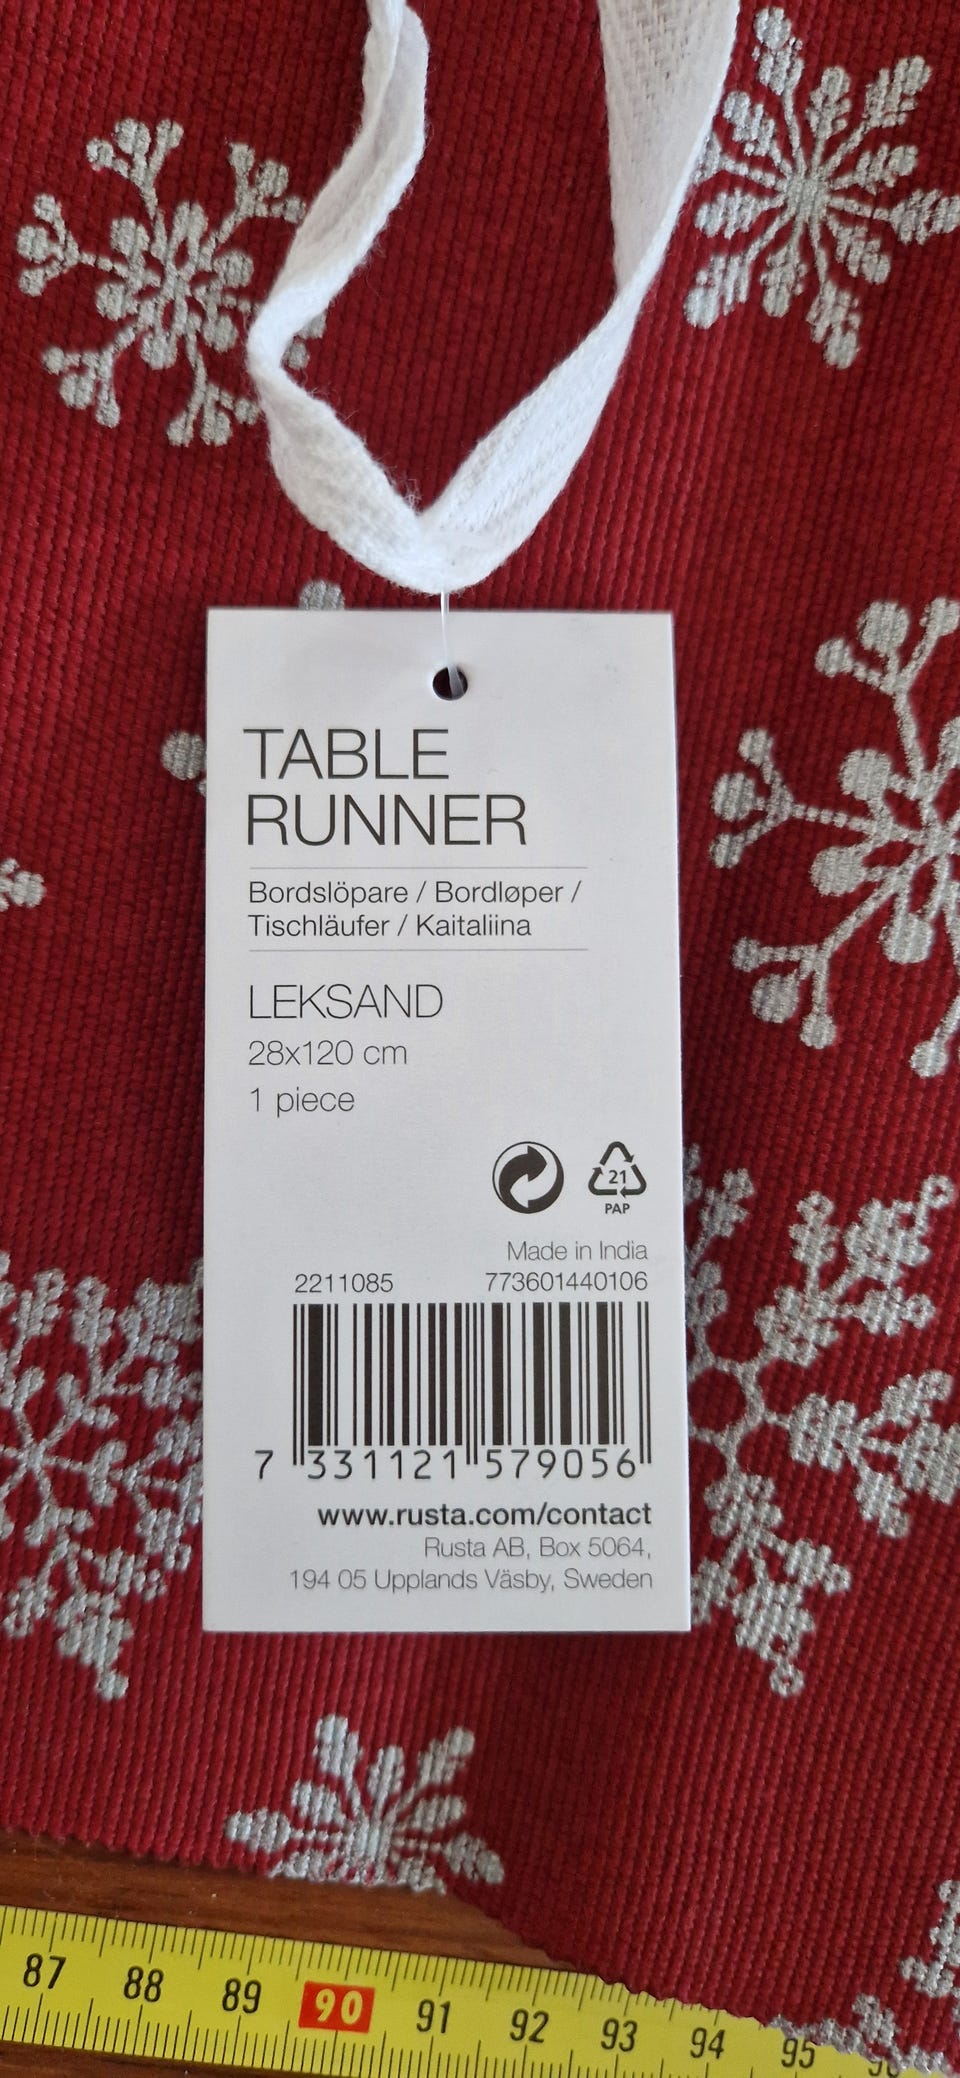 TABLE
RUNNER
Bordslöpare / Bordløper /
Tischläufer / Kaitaliina
LEKSAND
28x120 cm
1 piece
21
PAP
Made in India
2211085 773601440106
7 331121 579056
www.rusta.com/contact
Rusta AB, Box 5064,
194 05 Upplands Väsby, Sweden
87 88 89 90 91 92 93 94 95